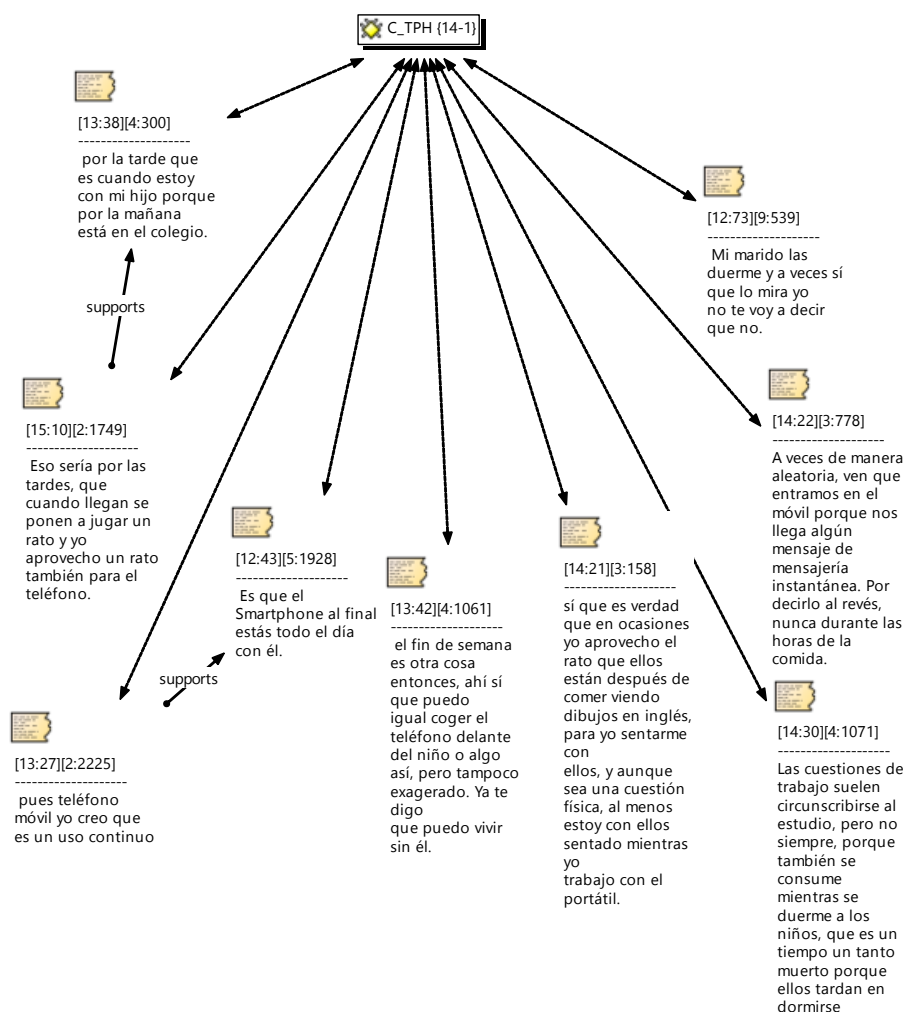 C_TPH {14-1}
[13:38][4:300]
--------------------
por la tarde que
es cuando estoy
con mi hijo porque
por la mañana
está en el colegio.
[12:73][9:539]
--------------------
Mi marido las
duerme y a veces sí
que lo mira yo
no te voy a decir
que no.
supports
[15:10][2:1749]
--------------------
Eso sería por las
tardes, que
cuando llegan se
ponen a jugar un
rato y yo
aprovecho un rato
también para el
teléfono.
[14:22][3:778]
--------------------
A veces de manera
aleatoria, ven que
entramos en el
móvil porque nos
llega algún
mensaje de
mensajería
instantánea. Por
decirlo al revés,
nunca durante las
horas de la
comida.
[12:43][5:1928]
--------------------
Es que el
Smartphone al final
estás todo el día
con él.
[14:21][3:158]
--------------------
sí que es verdad
que en ocasiones
yo aprovecho el
rato que ellos
están después de
comer viendo
dibujos en inglés,
para yo sentarme
con
ellos, y aunque
sea una cuestión
física, al menos
estoy con ellos
sentado mientras
yo
trabajo con el
portátil.
[13:42][4:1061]
--------------------
el fin de semana
es otra cosa
entonces, ahí sí
que puedo
igual coger el
teléfono delante
del niño o algo
así, pero tampoco
exagerado. Ya te
digo
que puedo vivir
sin él.
supports
[13:27][2:2225]
--------------------
pues teléfono
móvil yo creo que
es un uso continuo
[14:30][4:1071]
--------------------
Las cuestiones de
trabajo suelen
circunscribirse al
estudio, pero no
siempre, porque
también se
consume
mientras se
duerme a los
niños, que es un
tiempo un tanto
muerto porque
ellos tardan en
dormirse